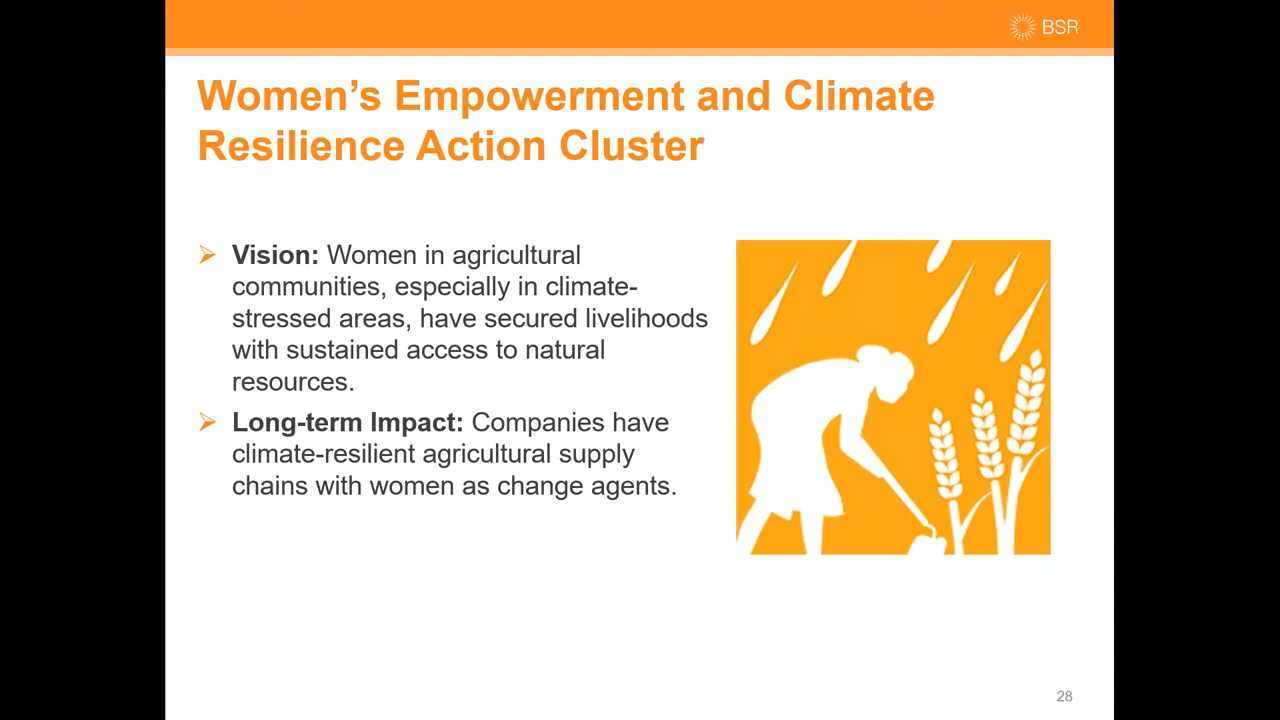 BSR
Women’s Empowerment and Climate
Resilience Action Cluster
Vision: Women in agricultural
communities, especially in climate-
stressed areas, have secured livelihoods
with sustained access to natural
resources.
Long-term Impact: Companies have
climate-resilient agricultural supply
chains with women as change agents.
28